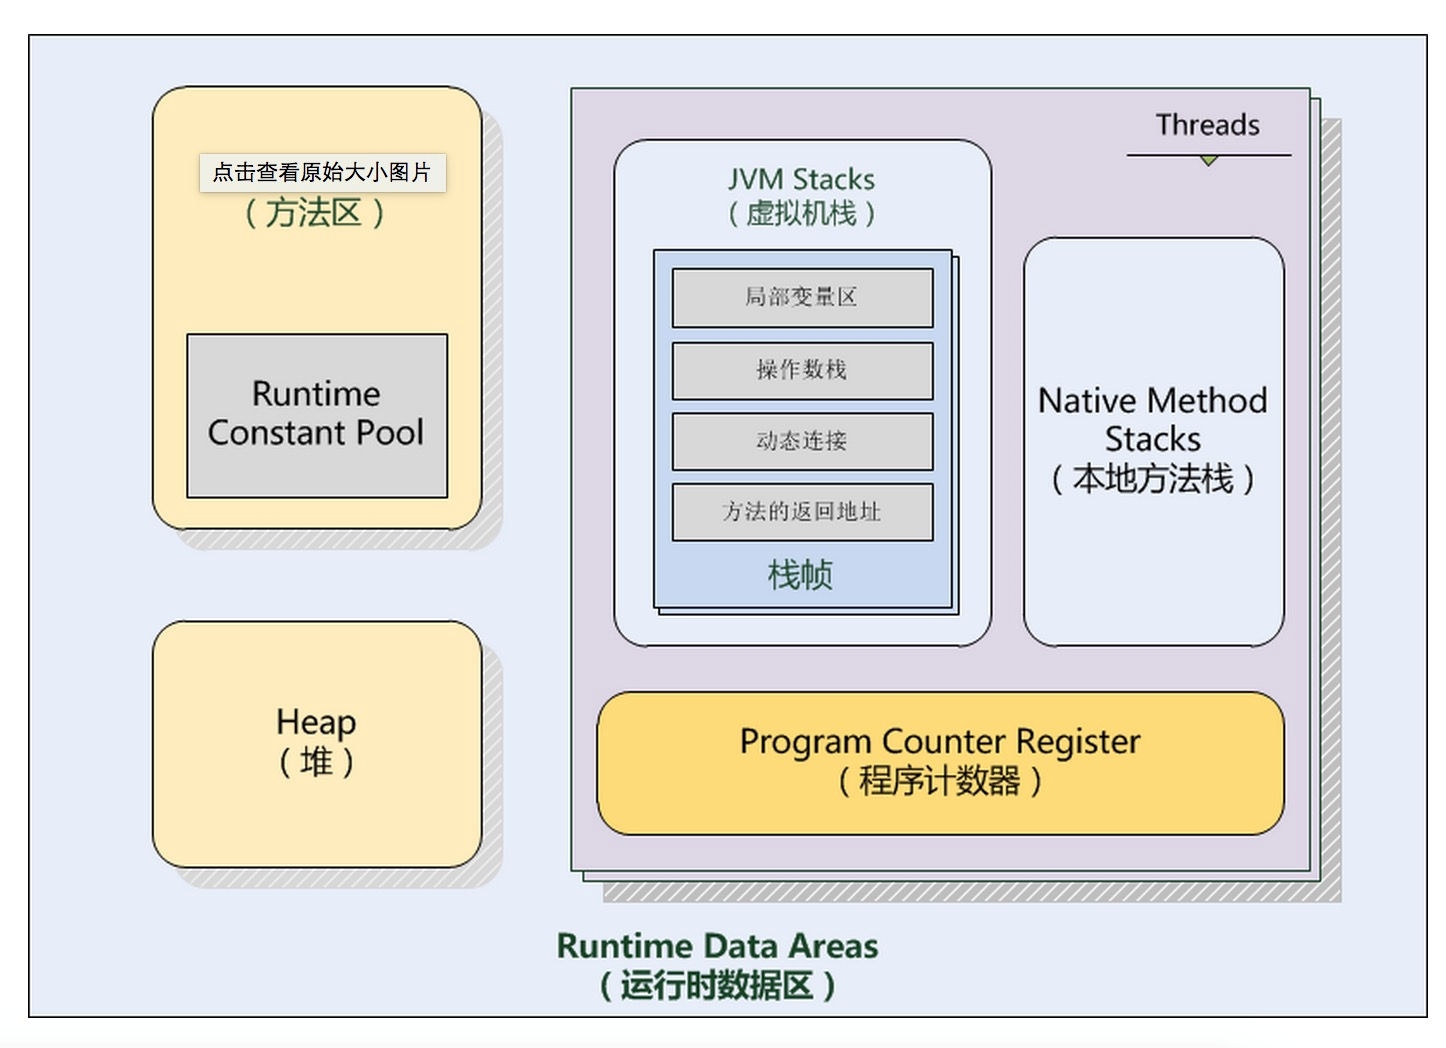 点击查看原始大小图片
（方法区）
Runtime
Constant Pool
Heap
（堆）
Threads
JVM Stacks
（虚拟机栈）
局部变量区
操作数栈
动态连接
方法的返回地址
栈帧
Native Method
Stacks
（本地方法栈）
Program Counter Register
（程序计数器）
Runtime Data Areas
（运行时数据区）